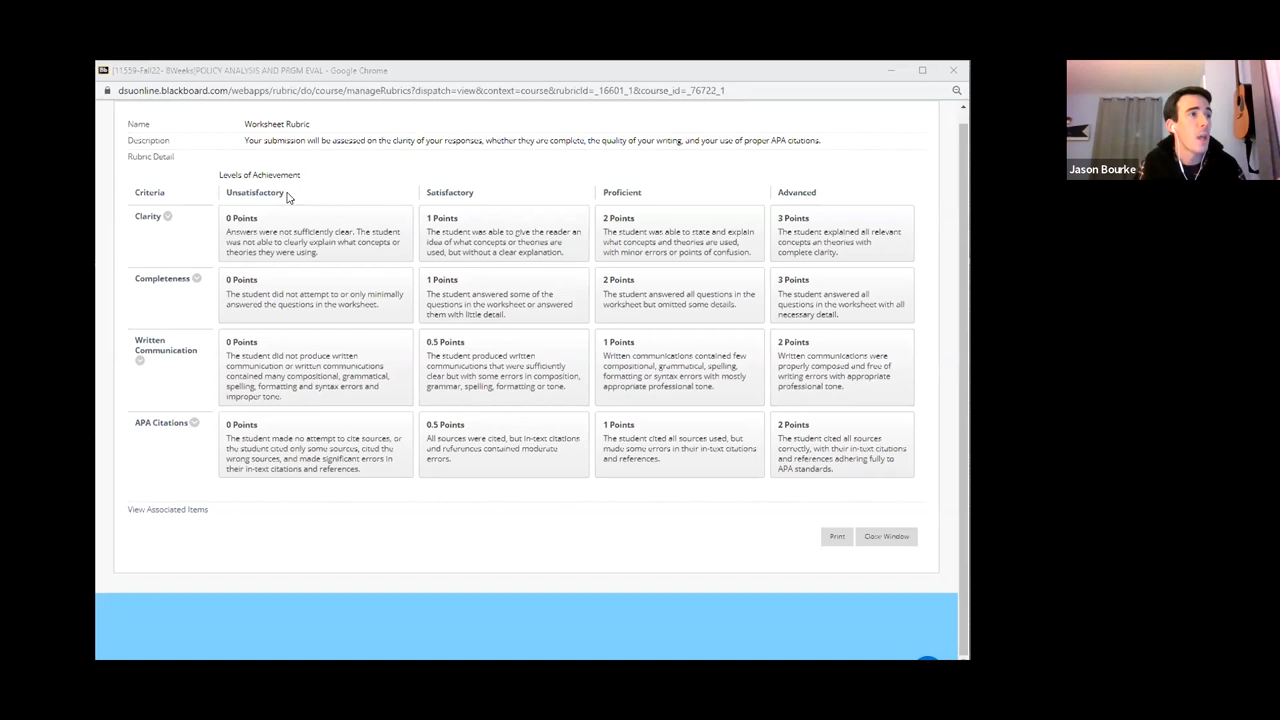 [11559-Fall22- 8Weeks]POLICY ANALYSIS AND PRGM EVAL - Google Chrome
dsuonline.blackboard.com/webapps/rubric/do/course/manageRubrics?dispatch=view&context=course&rubricId=_16601_1&course_id=_76722_1
Name Worksheet Rubric
Description Your submission will be assessed on the clarity of your responses, whether they are complete, the quality of your writing, and your use of proper APA citations.
Rubric Detail
Levels of Achievement
Criteria Unsatisfactory Satisfactory Proficient Advanced
Clarity
0 Points
Answers were not sufficiently clear. The student
was not able to clearly explain what concepts or
theories they were using.
1 Points
The student was able to give the reader an
idea of what concepts or theories are
used, but without a clear explanation.
2 Points
The student was able to state and explain
what concepts and theories are used,
with minor errors or points of confusion.
3 Points
The student explained all relevant
concepts an theories with
complete clarity.
Completeness
0 Points
The student did not attempt to or only minimally
answered the questions in the worksheet.
1 Points
The student answered some of the
questions in the worksheet or answered
them with little detail.
2 Points
The student answered all questions in the
worksheet but omitted some details.
3 Points
The student answered all
questions in the worksheet with all
necessary detail.
Written
Communication
0 Points
The student did not produce written
communication or written communications
contained many compositional, grammatical,
spelling, formatting and syntax errors and
improper tone.
0.5 Points
The student produced written
communications that were sufficiently
clear but with some errors in composition,
grammar, spelling, formatting or tone.
1 Points
Written communications contained few
compositional, grammatical, spelling,
formatting or syntax errors with mostly
appropriate professional tone.
2 Points
Written communications were
properly composed and free of
writing errors with appropriate
professional tone.
APA Citations
0 Points
The student made no attempt to cite sources, or
the student cited only some sources, cited the
wrong sources, and made significant errors in
their in-text citations and references.
0.5 Points
All sources were cited, but in-text citations
and references contained moderate
errors.
1 Points
The student cited all sources used, but
made some errors in their in-text citations
and references.
2 Points
The student cited all sources
correctly, with their in-text citations
and references adhering fully to
APA standards.
View Associated Items
Print Close Window
Jason Bourke